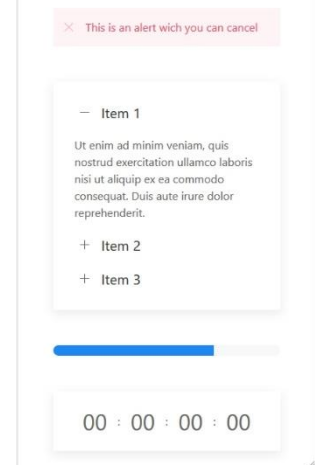 This is an alert wich you can cancel
Item 1
Ut enim ad minim veniam, quis
nostrud exercitation ullamco laboris
nisi ut aliquip ex ea commodo
consequat. Duis aute irure dolor
reprehenderit.
Item 2
Item 3
00 : 00 : 00 : 00